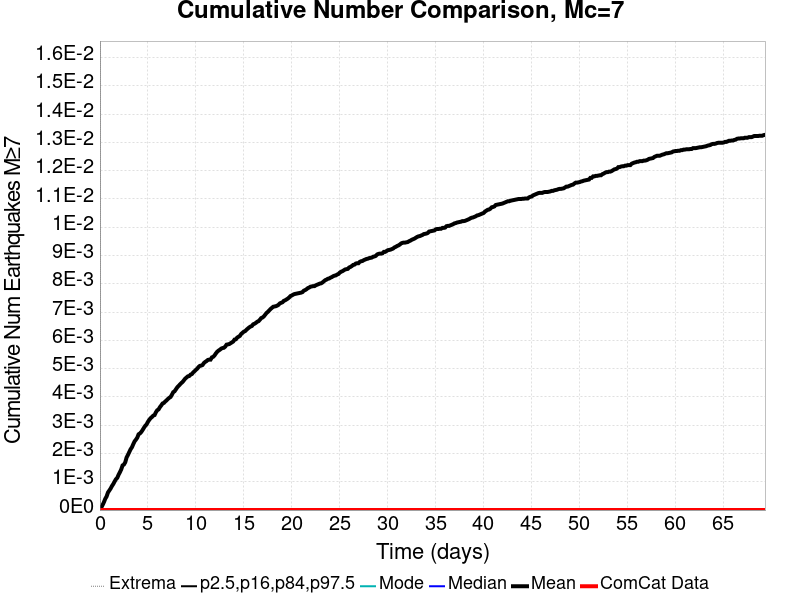 Cumulative Number Comparison, Mc=7
Cumulative Num Earthquakes M≥7
1.6E-2
1.5E-2
1.4E-2
1.3E-2
1.2E-2
1.1E-2
1E-2
9E-3
8E-3
7E-3
6E-3
5E-3
4E-3
3E-3
2E-3
1E-3
0E0
0 5 10 15 20 25 30 35 40 45 50 55 60 65
Time (days)
Extrema p2.5,p16,p84,p97.5 Mode Median Mean ComCat Data